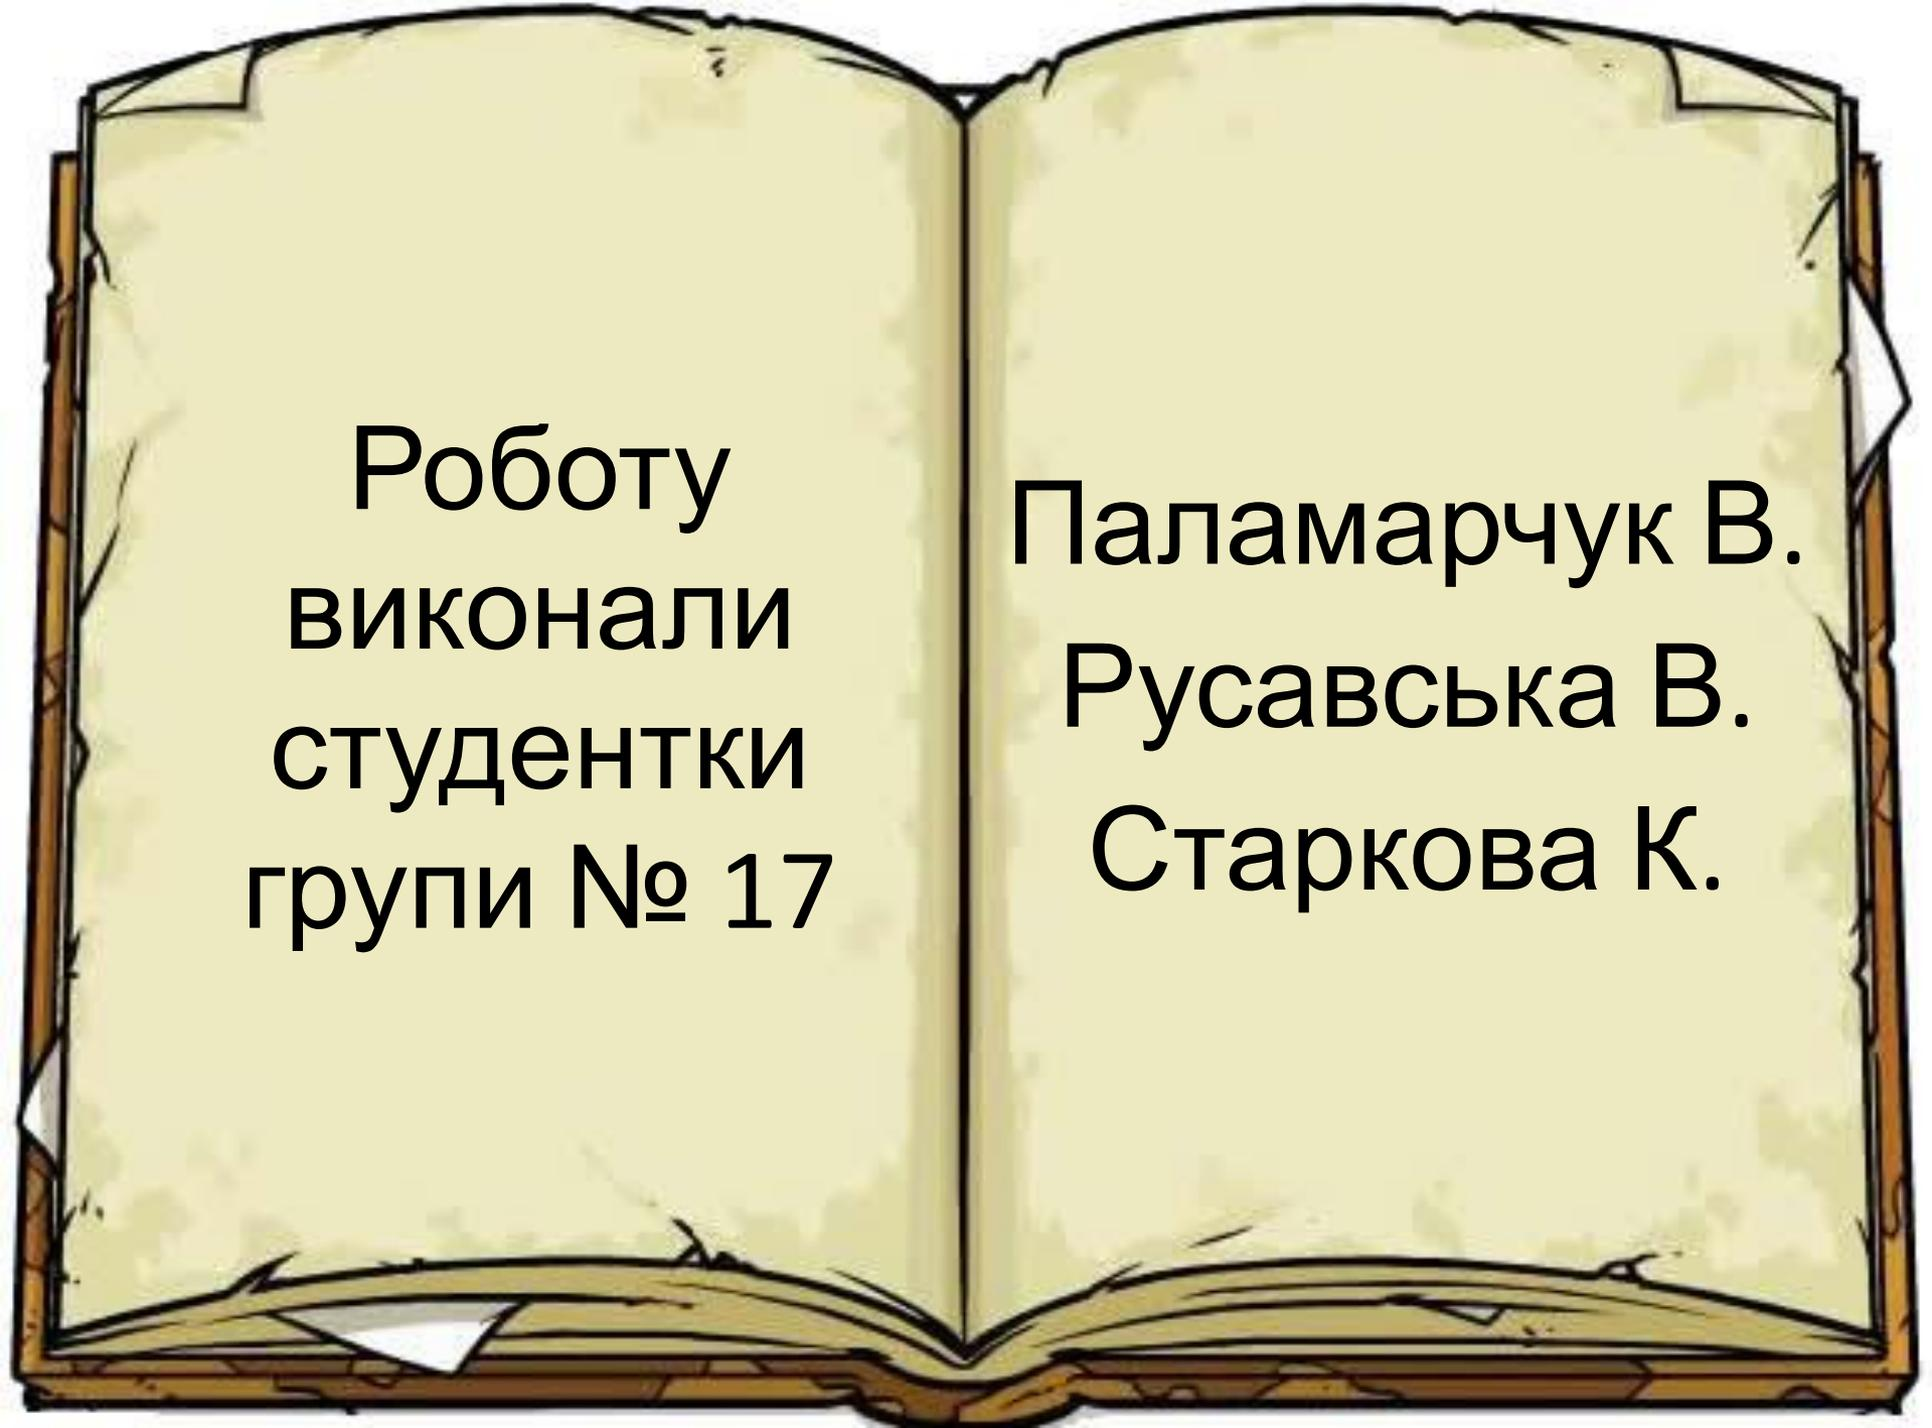 Роботу
виконали
студентки
групи № 17
Паламарчук В.
Русавська В.
Старкова К.